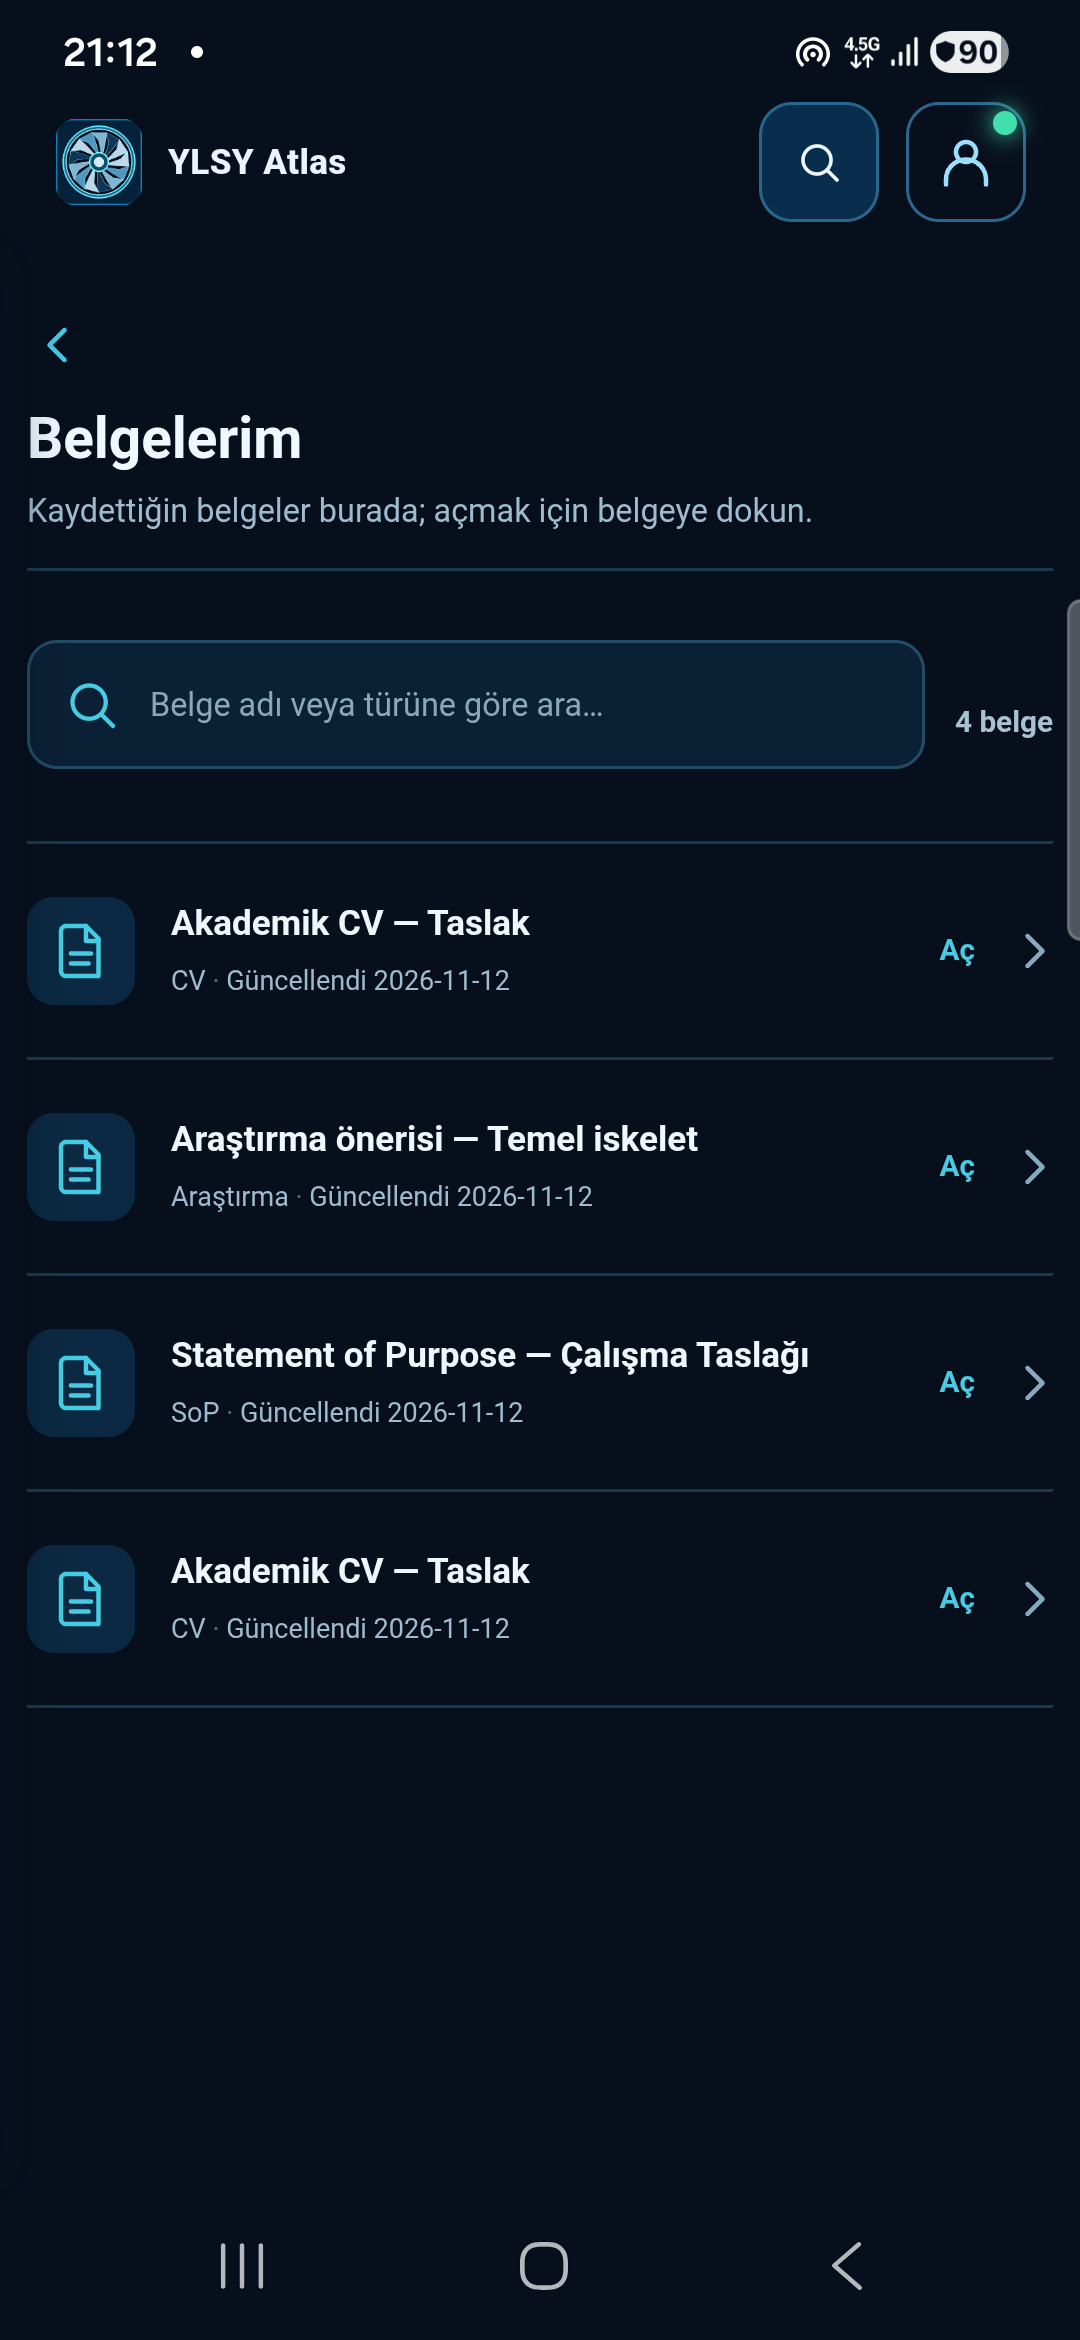 21:12
4.5G
90
YLSY Atlas
Belgelerim
Kaydettiğin belgeler burada; açmak için belgeye dokun.
Belge adı veya türüne göre ara...
4 belge
Akademik CV — Taslak
CV · Güncellendi 2026-11-12
Aç
Araştırma önerisi — Temel iskelet
Araştırma · Güncellendi 2026-11-12
Aç
Statement of Purpose — Çalışma Taslağı
SoP · Güncellendi 2026-11-12
Aç
Akademik CV — Taslak
CV · Güncellendi 2026-11-12
Aç